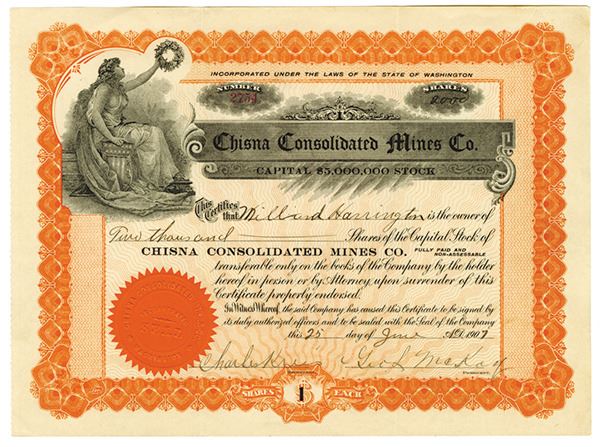 INCORPORATED UNDER THE LAWS OF THE STATE OF WASHINGTON
NUMBER SHARES
2000
Chisna Consolidated Mines Co.
CAPITAL $5,000,000 STOCK
This Certifies that Millard Harrington is the owner of
Two thousand Shares of the Capital Stock of
CHISNA CONSOLIDATED MINES CO. FULLY PAID AND NON-ASSESSABLE
transferable only on the books of the Company by the holder
hereof in person or by Attorney, upon surrender of this
Certificate properly endorsed.
In Witness Whereof, the said Company has caused this Certificate to be signed by
its duly authorized officers and to be sealed with the Seal of the Company
this 25 day of June A.D. 1907
Charles
PRESIDENT.
SHARES $1 EACH